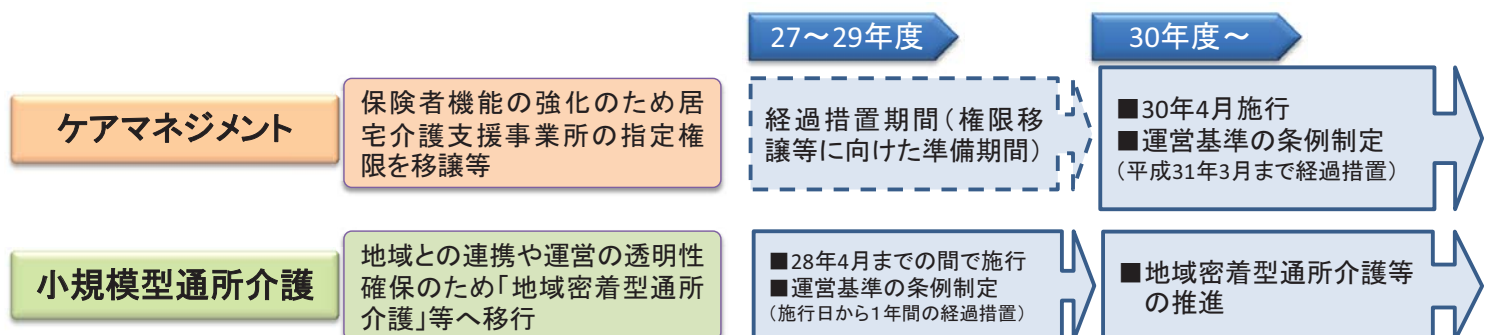 27～29年度
30年度～
ケアマネジメント
保険者機能の強化のため居
宅介護支援事業所の指定権
限を移譲等
経過措置期間（権限移
譲等に向けた準備期間）
■30年4月施行
■運営基準の条例制定
（平成31年3月まで経過措置）
小規模型通所介護
地域との連携や運営の透明性
確保のため「地域密着型通所
介護」等へ移行
■28年4月までの間で施行
■運営基準の条例制定
（施行日から1年間の経過措置）
■地域密着型通所介護等
の推進